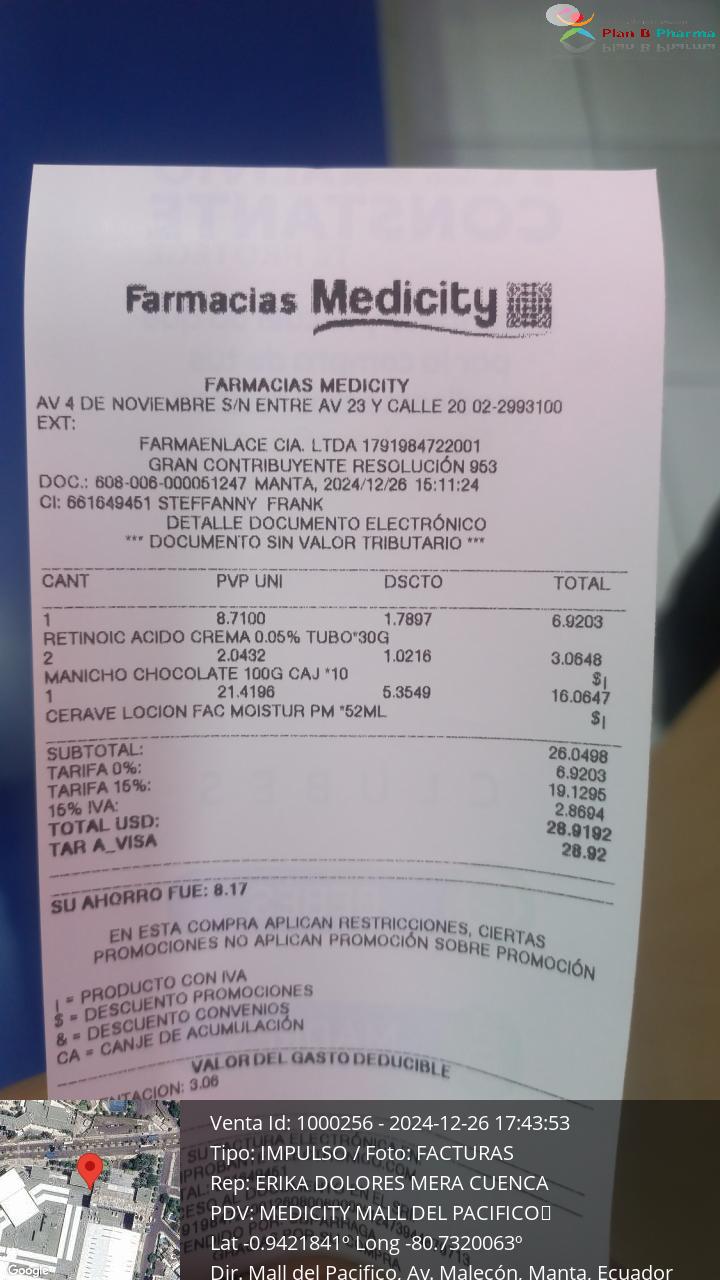 Plan B Pharma
Farmacias Medicity
FARMACIAS MEDICITY
AV 4 DE NOVIEMBRE S/N ENTRE AV 23 Y CALLE 20 02-2993100
EXT:
FARMAENLACE CIA. LTDA 1791984722001
GRAN CONTRIBUYENTE RESOLUCIÓN 953
DOC.: 608-006-000051247 MANTA, 2024/12/26 15:11:24
CI: 661649451 STEFFANNY FRANK
DETALLE DOCUMENTO ELECTRÓNICO
*** DOCUMENTO SIN VALOR TRIBUTARIO ***
CANT PVP UNI DSCTO TOTAL
1 8.7100 1.7897 6.9203
RETINOIC ACIDO CREMA 0.05% TUBO*30G
2 2.0432 1.0216 3.0648
MANICHO CHOCOLATE 100G CAJ *10 $|
1 21.4196 5.3549 16.0647
CERAVE LOCION FAC MOISTUR PM *52ML $|
SUBTOTAL: 26.0498
TARIFA 0%: 6.9203
TARIFA 15%: 19.1295
15% IVA: 2.8694
TOTAL USD: 28.9192
TAR A_VISA 28.92
SU AHORRO FUE: 8.17
EN ESTA COMPRA APLICAN RESTRICCIONES, CIERTAS
PROMOCIONES NO APLICAN PROMOCIÓN SOBRE PROMOCIÓN
| = PRODUCTO CON IVA
$ = DESCUENTO PROMOCIONES
& = DESCUENTO CONVENIOS
CA = CANJE DE ACUMULACIÓN
VALOR DEL GASTO DEDUCIBLE
3.06
Venta Id: 1000256 - 2024-12-26 17:43:53
Tipo: IMPULSO / Foto: FACTURAS
Rep: ERIKA DOLORES MERA CUENCA
PDV: MEDICITY MALL DEL PACIFICO
Lat -0.9421841º Long -80.7320063º
Dir. Mall del Pacifico, Av. Malecón, Manta, Ecuador
Google